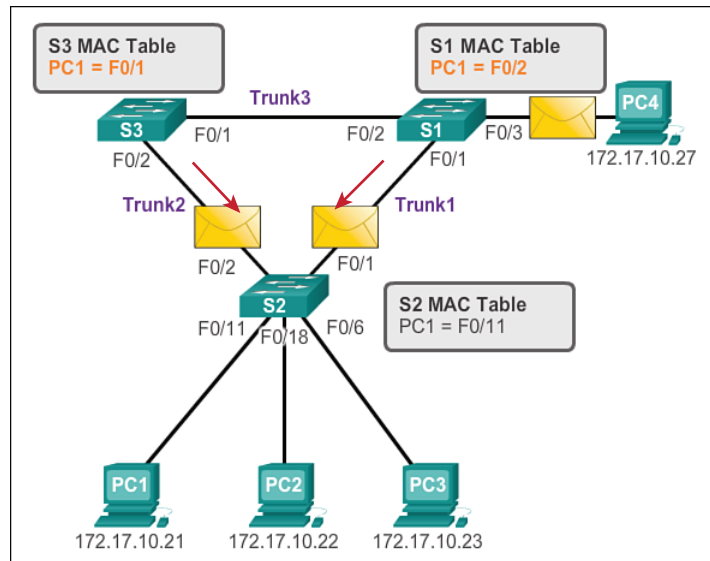 S3 MAC Table
PC1 = F0/1
S1 MAC Table
PC1 = F0/2
Trunk3
S3
F0/1
F0/2
S1
F0/3
PC4
172.17.10.27
F0/2
F0/1
Trunk2
Trunk1
F0/2
F0/1
S2
S2 MAC Table
PC1 = F0/11
F0/11
F0/18
F0/6
PC1
PC2
PC3
172.17.10.21
172.17.10.22
172.17.10.23